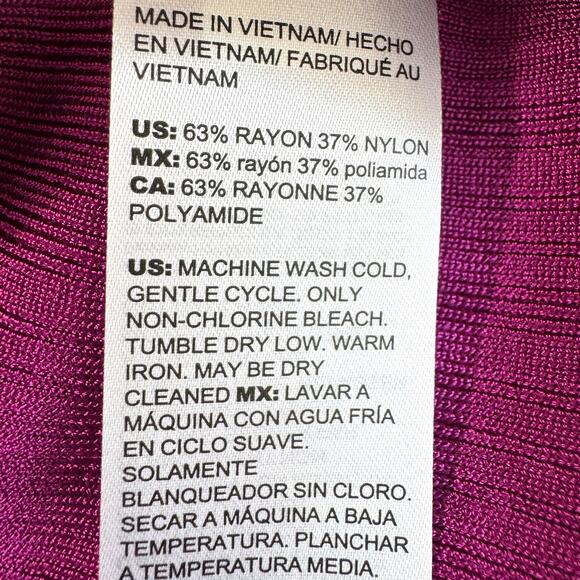 MADE IN VIETNAM/ HECHO
EN VIETNAM/ FABRIQUÉ AU
VIETNAM
US: 63% RAYON 37% NYLON
MX: 63% rayón 37% poliamida
CA: 63% RAYONNE 37%
POLYAMIDE
US: MACHINE WASH COLD,
GENTLE CYCLE. ONLY
NON-CHLORINE BLEACH.
TUMBLE DRY LOW. WARM
IRON. MAY BE DRY
CLEANED MX: LAVAR A
MÁQUINA CON AGUA FRÍA
EN CICLO SUAVE.
SOLAMENTE
BLANQUEADOR SIN CLORO.
SECAR A MÁQUINA A BAJA
TEMPERATURA. PLANCHAR
A TEMPERATURA MEDIA.